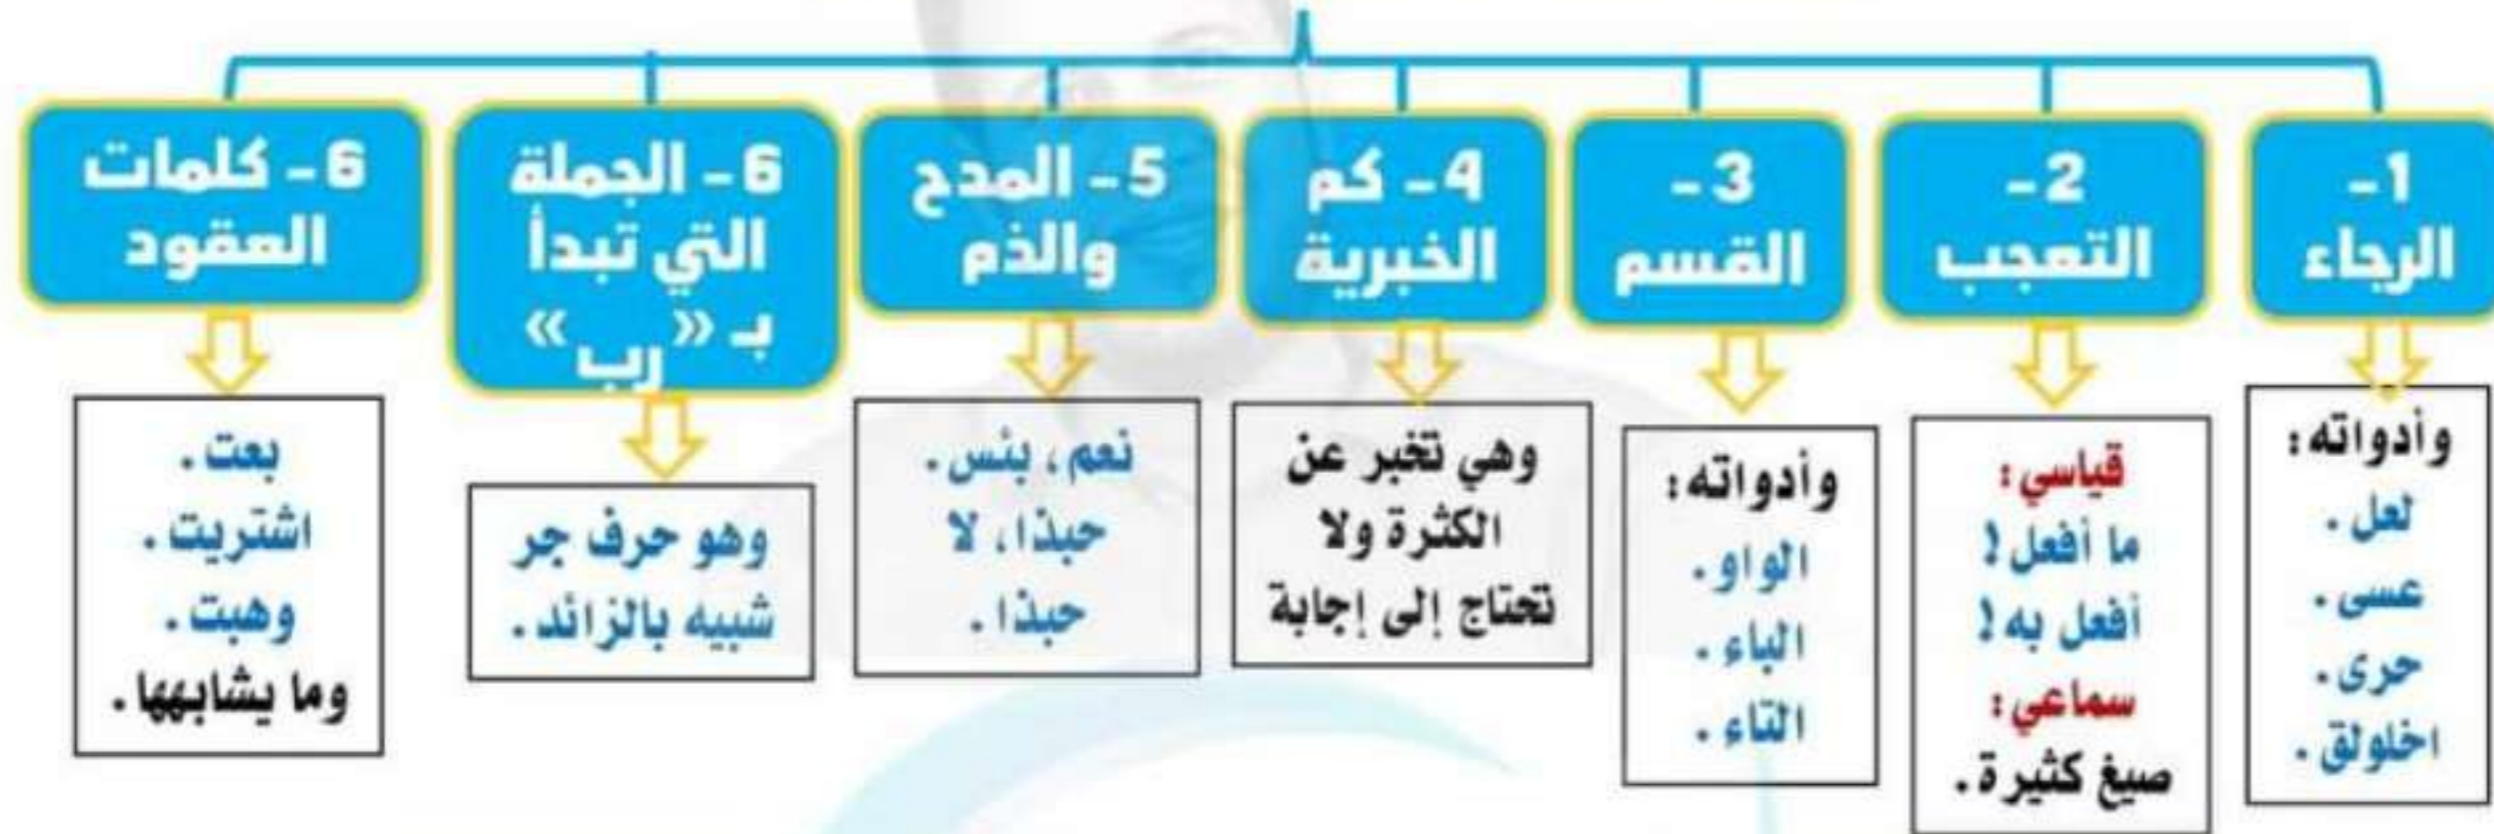 1-
الرجاء
وأدواته:
لعل.
عسى.
حرى.
اخلولق.
2-
التعجب
قياسي:
ما أفعل!
أفعل به!
سماعي:
صيغ كثيرة.
3-
القسم
وأدواته:
الواو.
الباء.
التاء.
4- كم
الخبرية
وهي تخبر عن
الكثرة ولا
تحتاج إلى إجابة
5- المدح
والذم
نعم، بئس.
حبذا، لا
حبذا.
6- الجملة
التي تبدأ
بـ «رب»
وهو حرف جر
شبيه بالزائد.
6- كلمات
العقود
بعت.
اشتريت.
وهبت.
وما يشابهها.